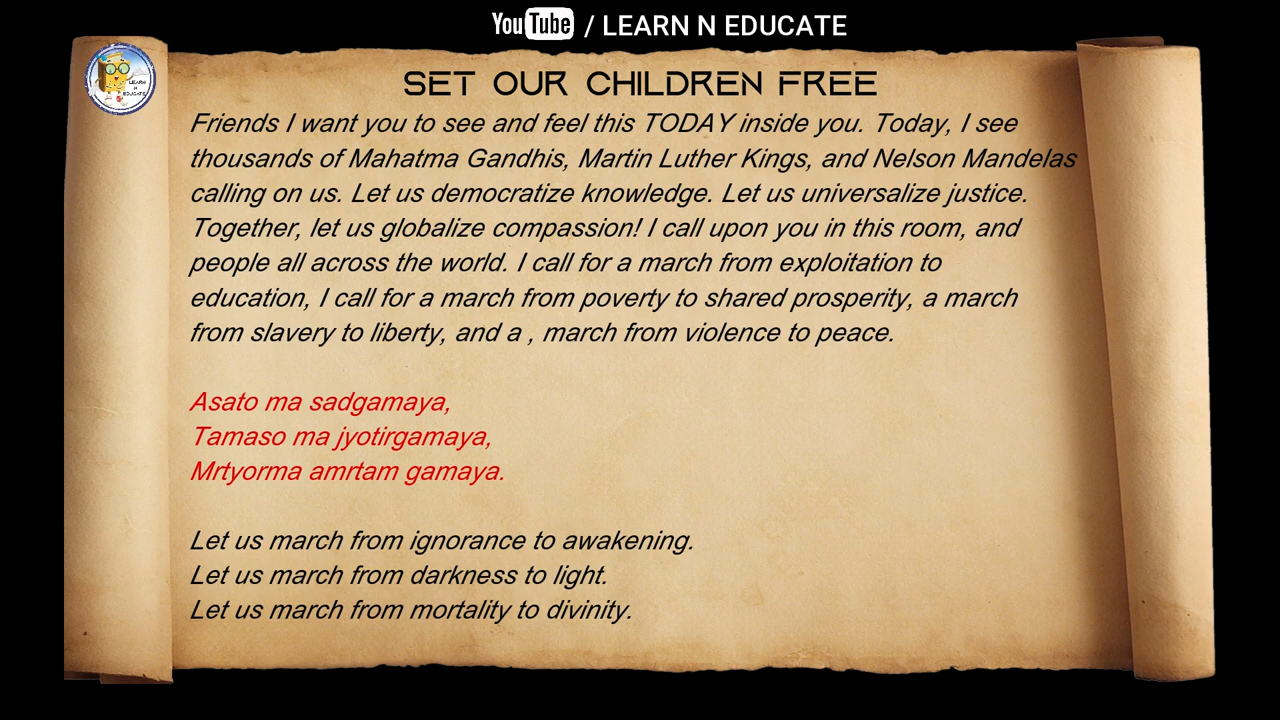 YouTube / LEARN N EDUCATE
LEARN
N
EDUCATE
SET OUR CHILDREN FREE
Friends I want you to see and feel this TODAY inside you. Today, I see
thousands of Mahatma Gandhis, Martin Luther Kings, and Nelson Mandelas
calling on us. Let us democratize knowledge. Let us universalize justice.
Together, let us globalize compassion! I call upon you in this room, and
people all across the world. I call for a march from exploitation to
education, I call for a march from poverty to shared prosperity, a march
from slavery to liberty, and a , march from violence to peace.
Asato ma sadgamaya,
Tamaso ma jyotirgamaya,
Mrtyorma amrtam gamaya.
Let us march from ignorance to awakening.
Let us march from darkness to light.
Let us march from mortality to divinity.